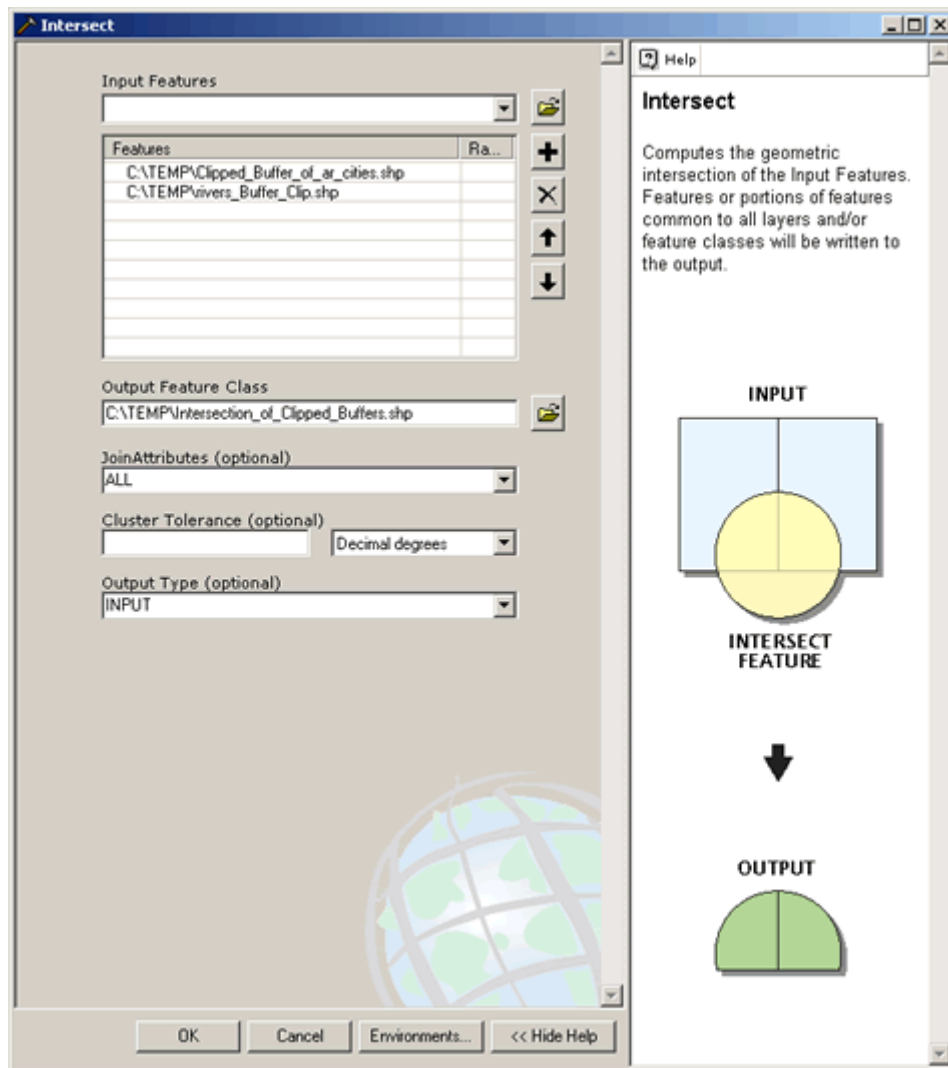 Intersect
Input Features
Features Ra...
C:\TEMP\Clipped_Buffer_of_ar_cities.shp
C:\TEMP\rivers_Buffer_Clip.shp
Output Feature Class
C:\TEMP\Intersection_of_Clipped_Buffers.shp
JoinAttributes (optional)
ALL
Cluster Tolerance (optional)
Decimal degrees
Output Type (optional)
INPUT
OK Cancel Environments... << Hide Help
Help
Intersect
Computes the geometric
intersection of the Input Features.
Features or portions of features
common to all layers and/or
feature classes will be written to
the output.
INPUT
INTERSECT
FEATURE
OUTPUT